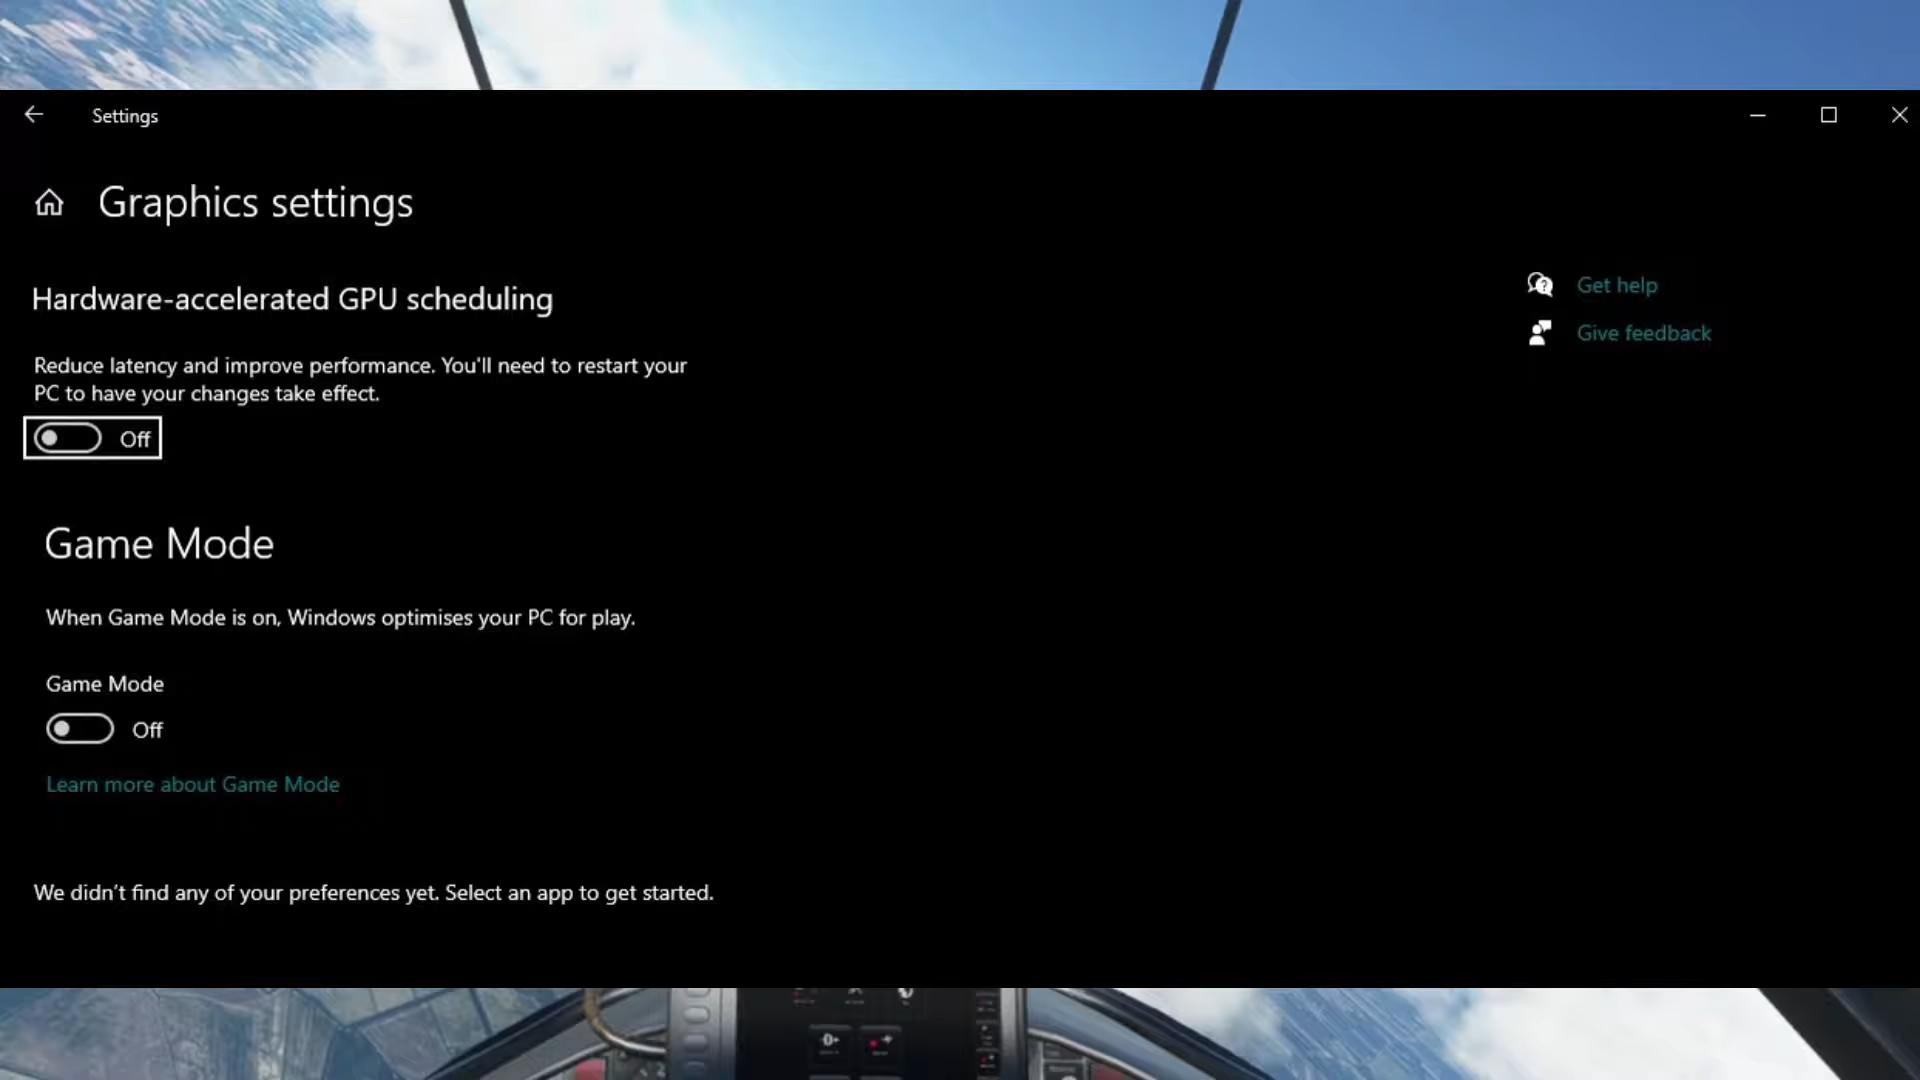 Settings
Graphics settings
Hardware-accelerated GPU scheduling
Get help
Give feedback
Reduce latency and improve performance. You'll need to restart your
PC to have your changes take effect.
Off
Game Mode
When Game Mode is on, Windows optimises your PC for play.
Game Mode
Off
Learn more about Game Mode
We didn’t find any of your preferences yet. Select an app to get started.